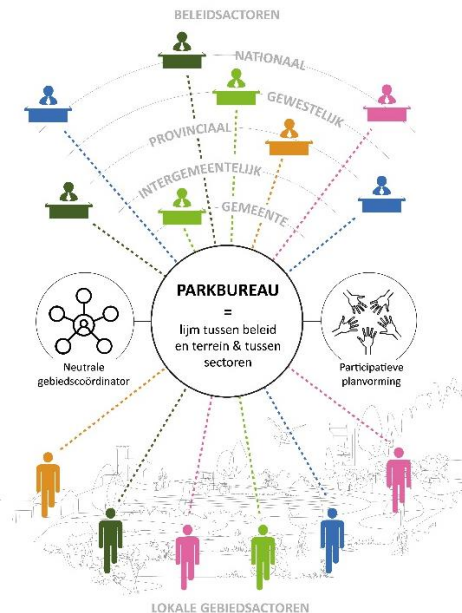 BELEIDSACTOREN
NATIONAAL
GEWESTELIJK
PROVINCIAAL
INTERGEMEENTELIJK
GEMEENTE
PARKBUREAU
=
lijm tussen beleid
en terrein & tussen
sectoren
Neutrale
gebiedscoördinator
Participatieve
planvorming
LOKALE GEBIEDSACTOREN